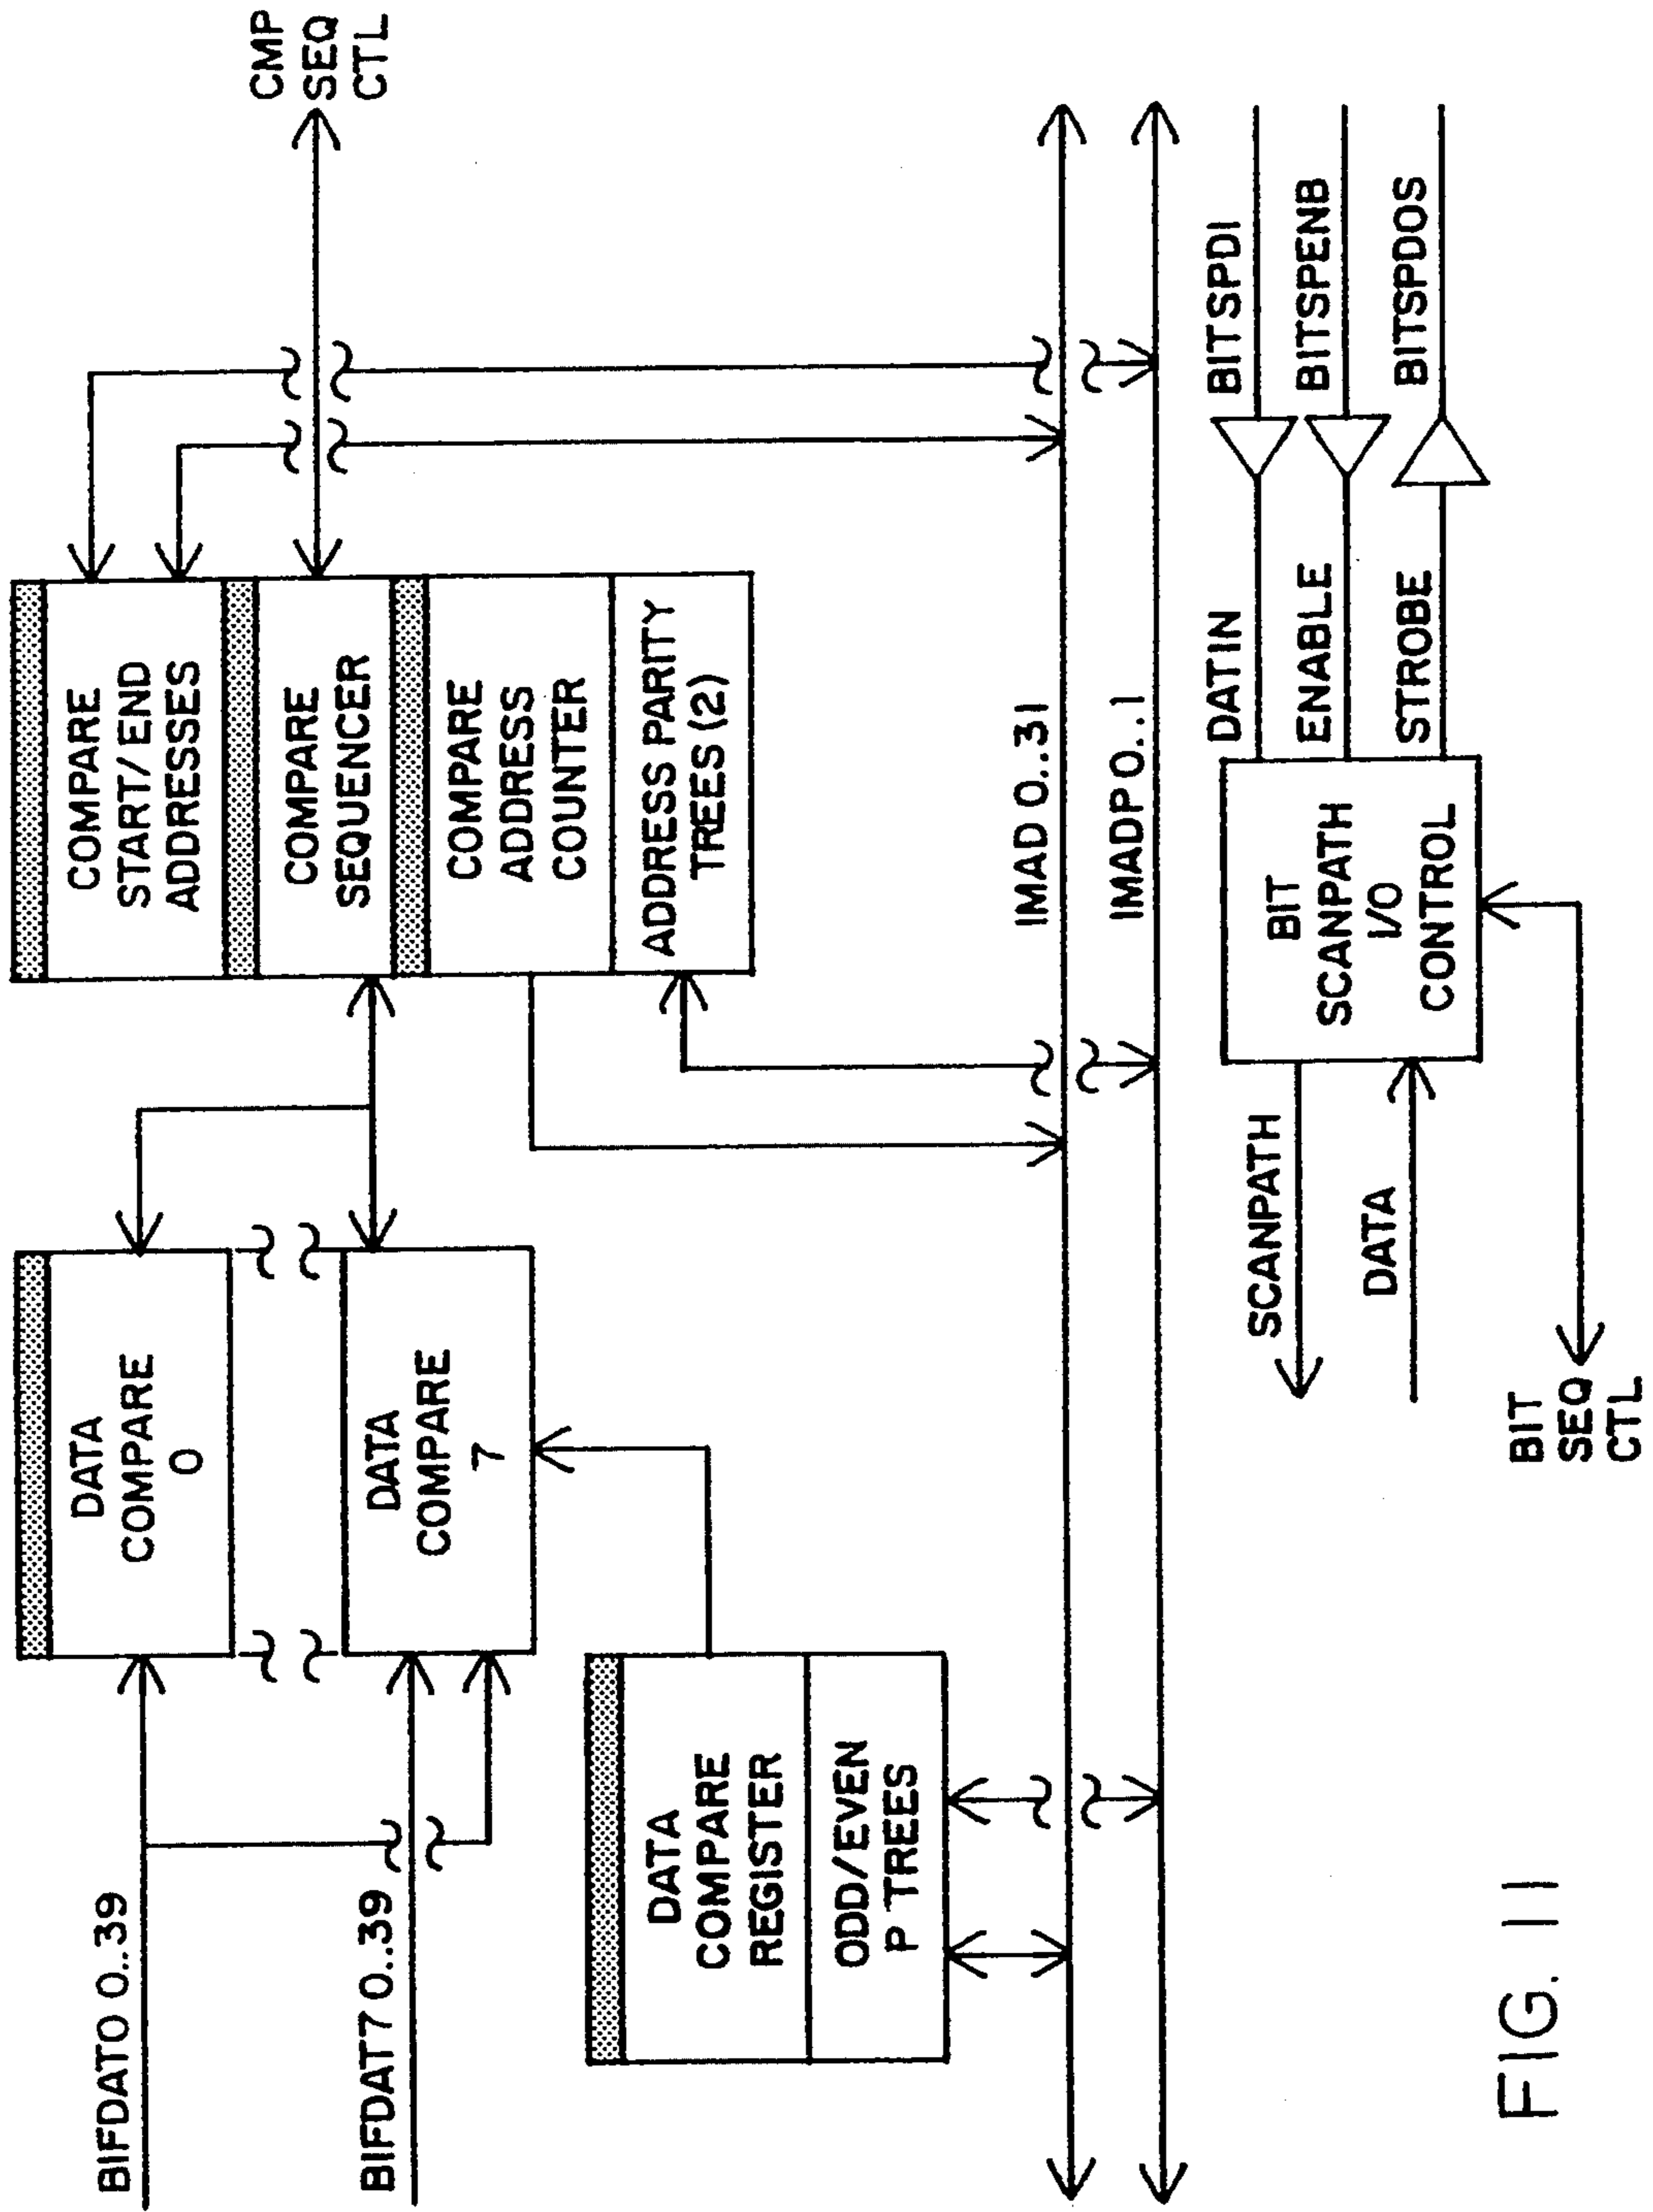 CMP
SEQ
CTL
COMPARE
START/END
ADDRESSES
COMPARE
SEQUENCER
COMPARE
ADDRESS
COUNTER
ADDRESS PARITY
TREES (2)
DATA
COMPARE
0
DATA
COMPARE
7
BIFDAT0 0..39
BIFDAT7 0..39
DATA
COMPARE
REGISTER
ODD/EVEN
P TREES
IMAD 0..31
IMADP 0..1
BITSPDI
BITSPENB
BITSPDOS
DATIN
ENABLE
STROBE
BIT
SCANPATH
I/O
CONTROL
SCANPATH
DATA
BIT
SEQ
CTL
FIG. 11